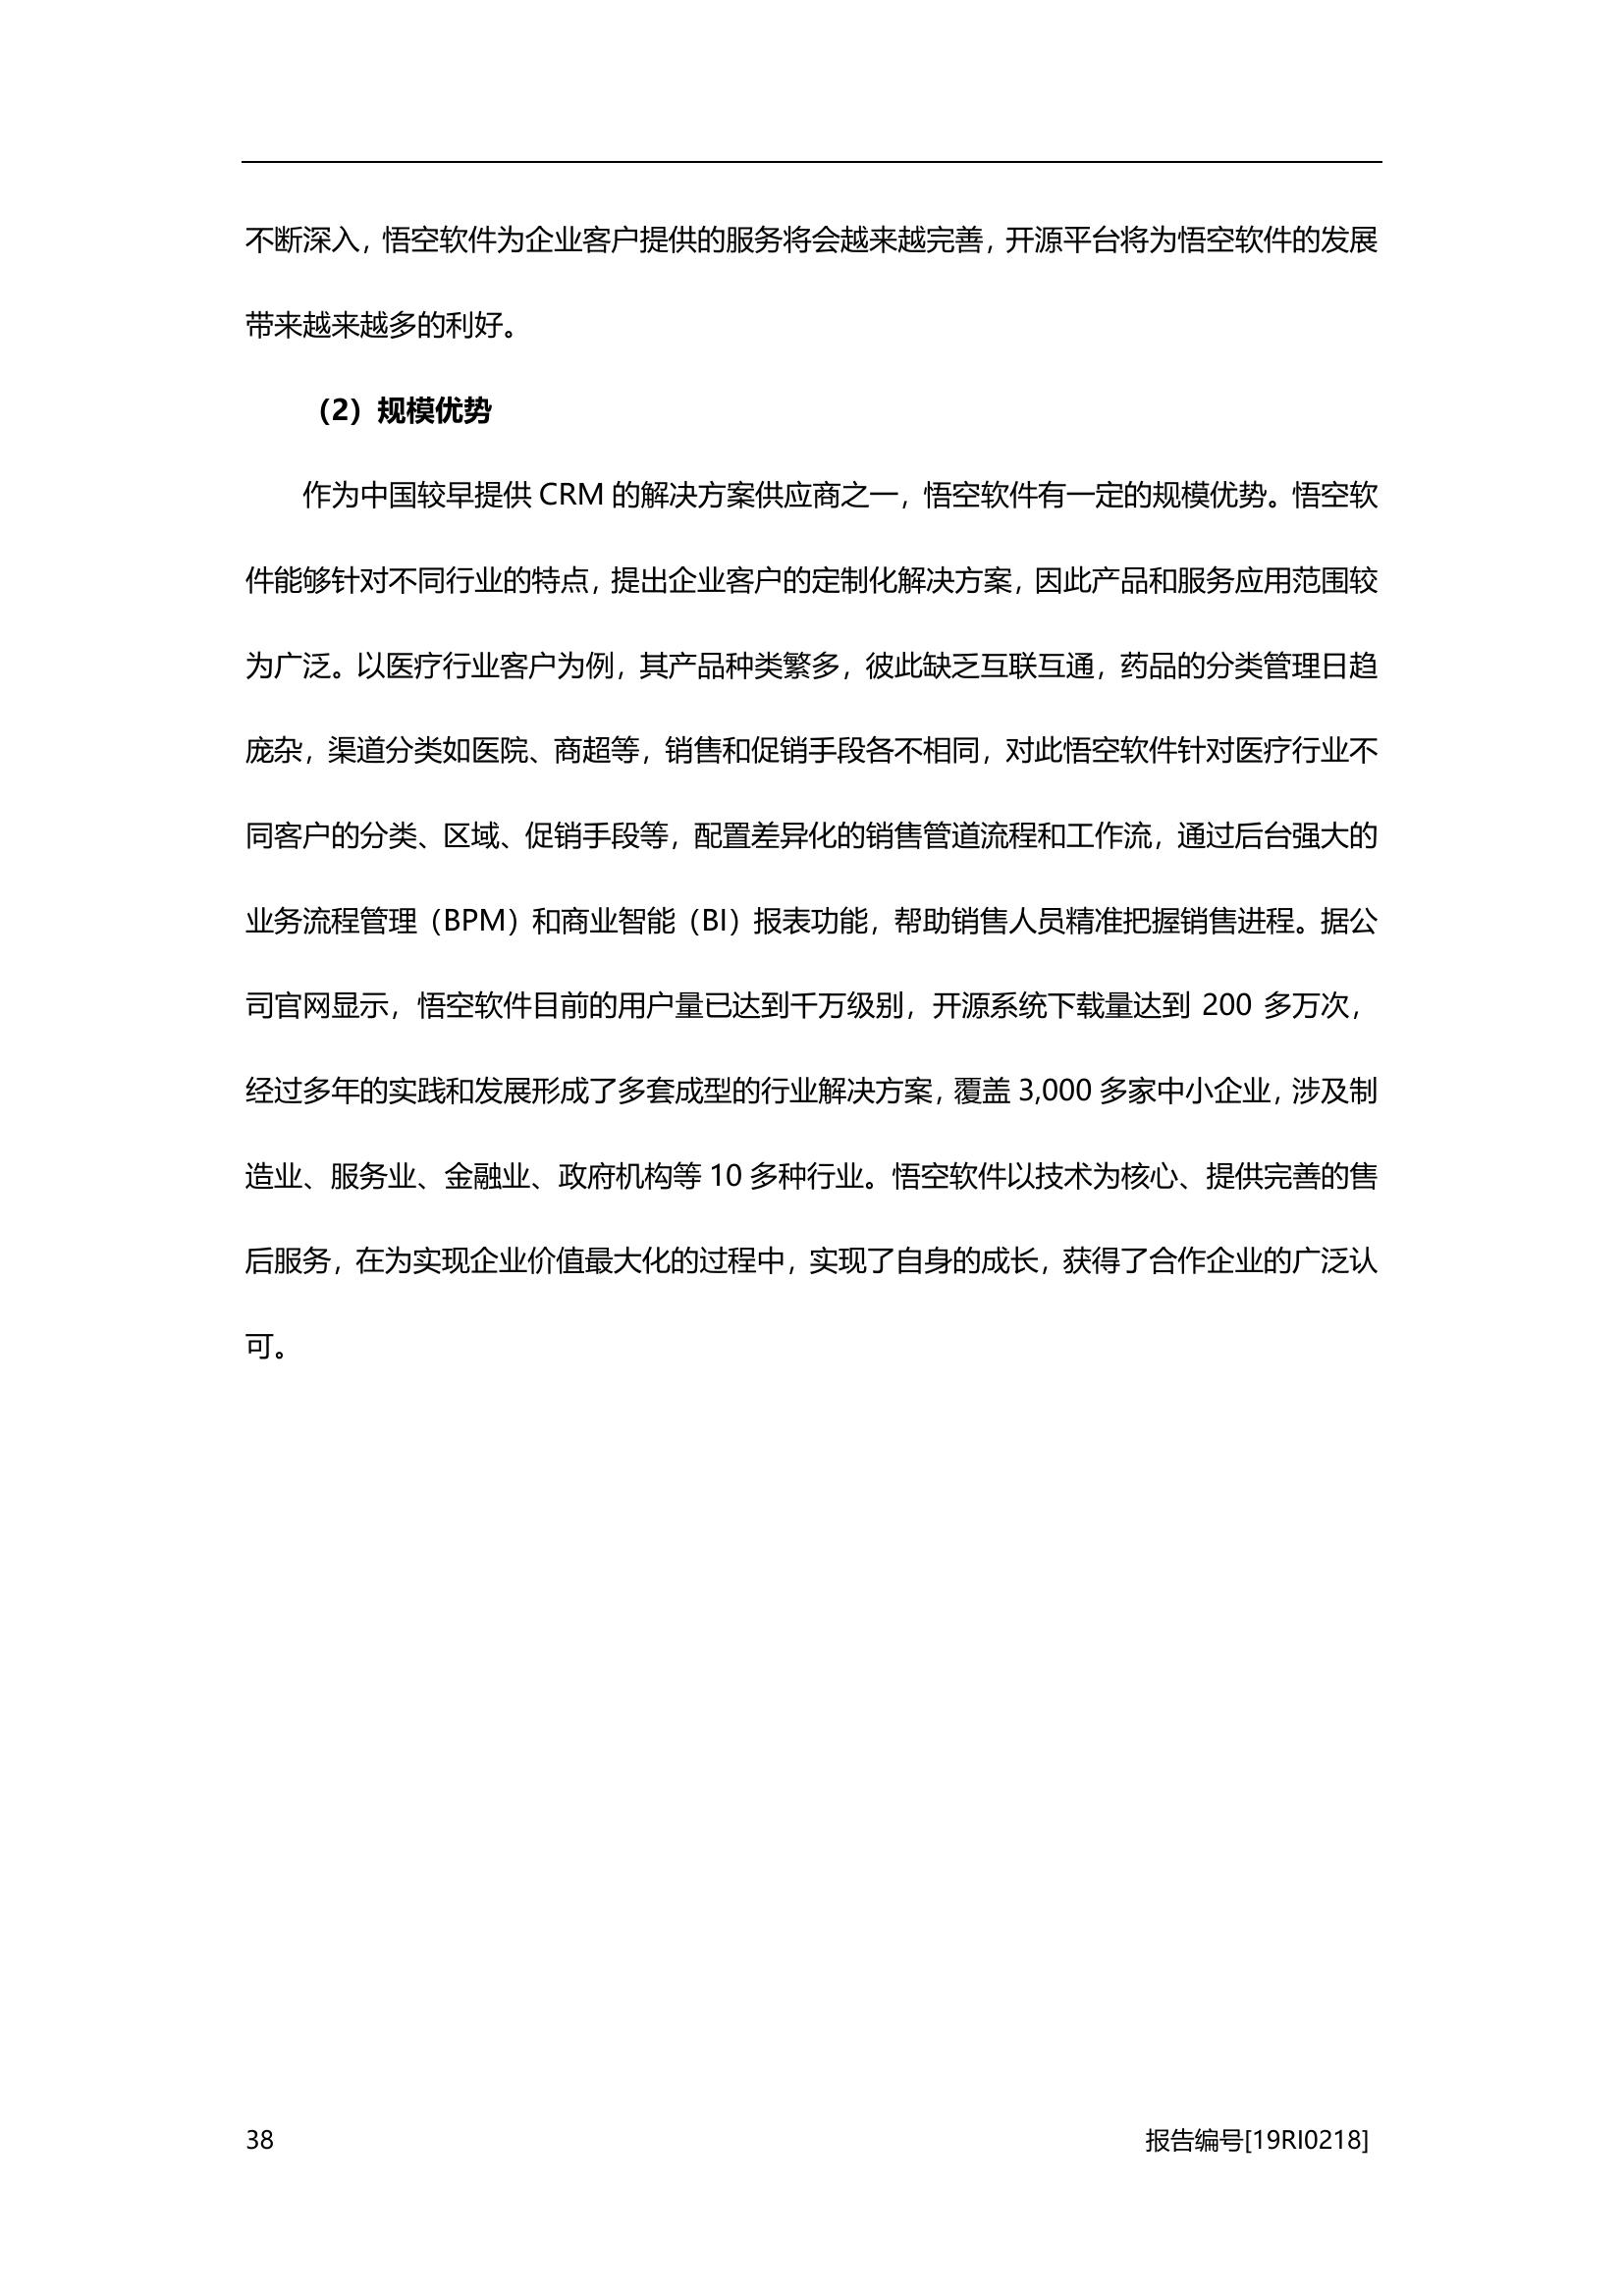 不断深入，悟空软件为企业客户提供的服务将会越来越完善，开源平台将为悟空软件的发展
带来越来越多的利好。
（2）规模优势
作为中国较早提供 CRM 的解决方案供应商之一，悟空软件有一定的规模优势。悟空软
件能够针对不同行业的特点，提出企业客户的定制化解决方案，因此产品和服务应用范围较
为广泛。以医疗行业客户为例，其产品种类繁多，彼此缺乏互联互通，药品的分类管理日趋
庞杂，渠道分类如医院、商超等，销售和促销手段各不相同，对此悟空软件针对医疗行业不
同客户的分类、区域、促销手段等，配置差异化的销售管道流程和工作流，通过后台强大的
业务流程管理（BPM）和商业智能（BI）报表功能，帮助销售人员精准把握销售进程。据公
司官网显示，悟空软件目前的用户量已达到千万级别，开源系统下载量达到 200 多万次，
经过多年的实践和发展形成了多套成型的行业解决方案，覆盖 3,000 多家中小企业，涉及制
造业、服务业、金融业、政府机构等 10 多种行业。悟空软件以技术为核心、提供完善的售
后服务，在为实现企业价值最大化的过程中，实现了自身的成长，获得了合作企业的广泛认
可。
38 报告编号[19RI0218]